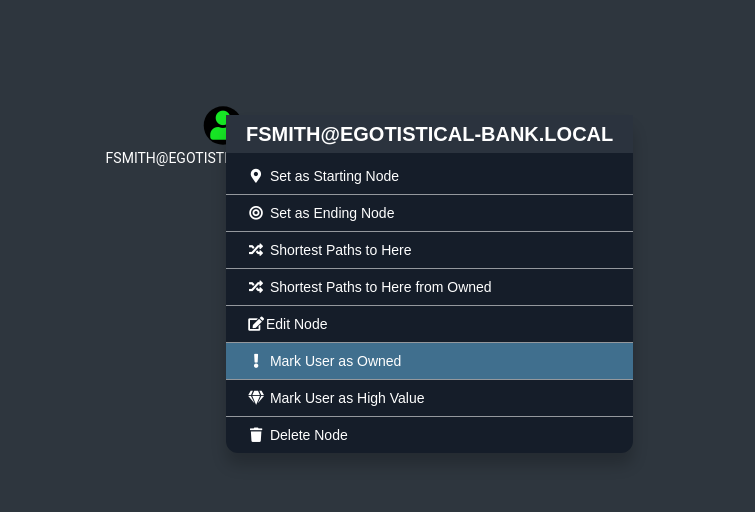 FSMITH@EGOTISTI
FSMITH@EGOTISTICAL-BANK.LOCAL
Set as Starting Node
Set as Ending Node
Shortest Paths to Here
Shortest Paths to Here from Owned
Edit Node
Mark User as Owned
Mark User as High Value
Delete Node